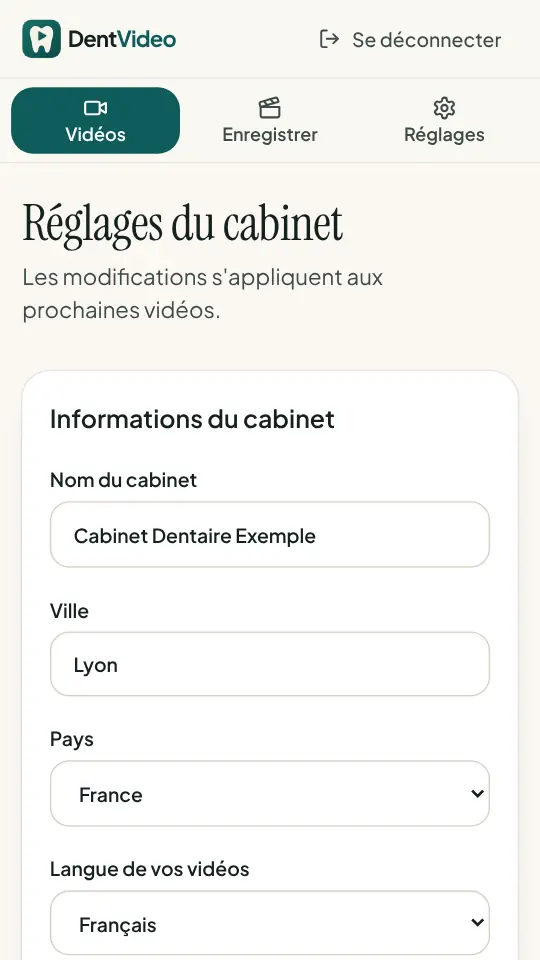 DentVideo
Se déconnecter
Vidéos
Enregistrer
Réglages
Réglages du cabinet
Les modifications s'appliquent aux
prochaines vidéos.
Informations du cabinet
Nom du cabinet
Cabinet Dentaire Exemple
Ville
Lyon
Pays
France
Langue de vos vidéos
Français